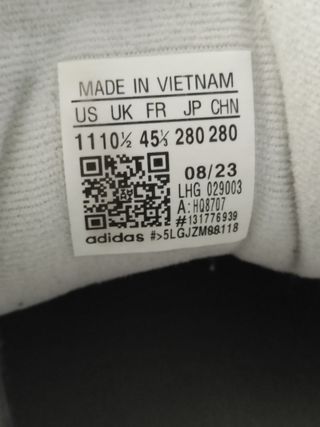 MADE IN VIETNAM
US UK FR JP CHN
11 10½ 45⅓ 280 280
08/23
LHG 029003
A: HQ8707
#131776939
adidas #>5LGJZM88118